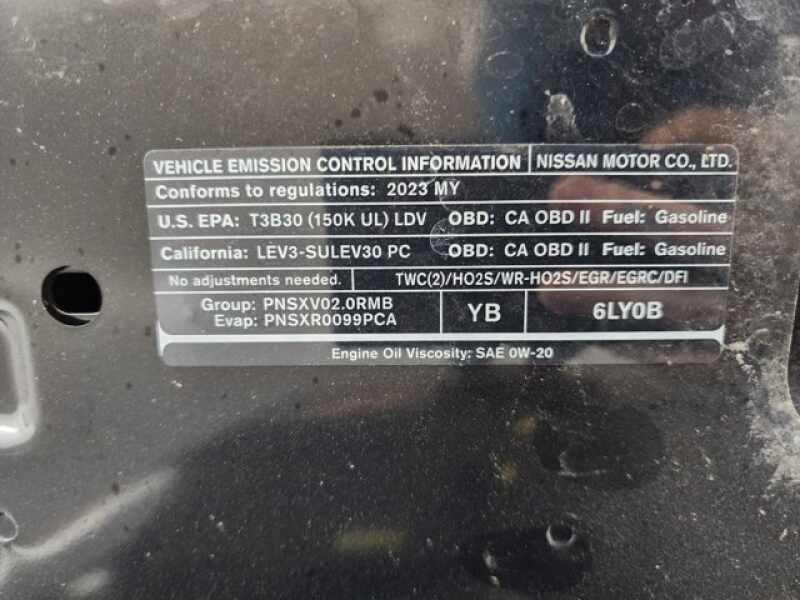 VEHICLE EMISSION CONTROL INFORMATION NISSAN MOTOR CO., LTD.
Conforms to regulations: 2023 MY
U.S. EPA: T3B30 (150K UL) LDV OBD: CA OBD II Fuel: Gasoline
California: LEV3-SULEV30 PC OBD: CA OBD II Fuel: Gasoline
No adjustments needed. TWC(2)/HO2S/WR-HO2S/EGR/EGRC/DFI
Group: PNSXV02.0RMB
Evap: PNSXR0099PCA
YB
6LY0B
Engine Oil Viscosity: SAE 0W-20